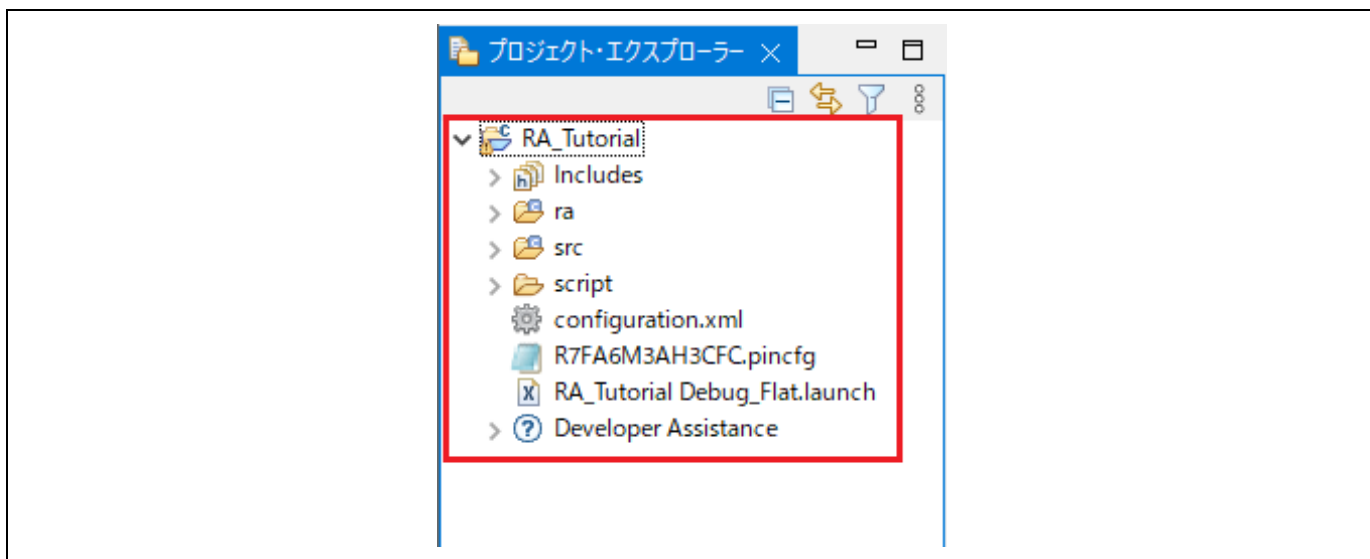 プロジェクト・エクスプローラー
RA_Tutorial
Includes
ra
src
script
configuration.xml
R7FA6M3AH3CFC.pincfg
RA_Tutorial Debug_Flat.launch
Developer Assistance